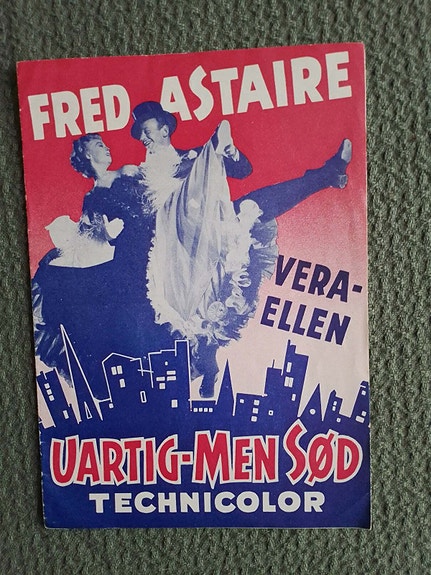 FRED ASTAIRE
VERA-
ELLEN
UARTIG-MEN SØD
TECHNICOLOR